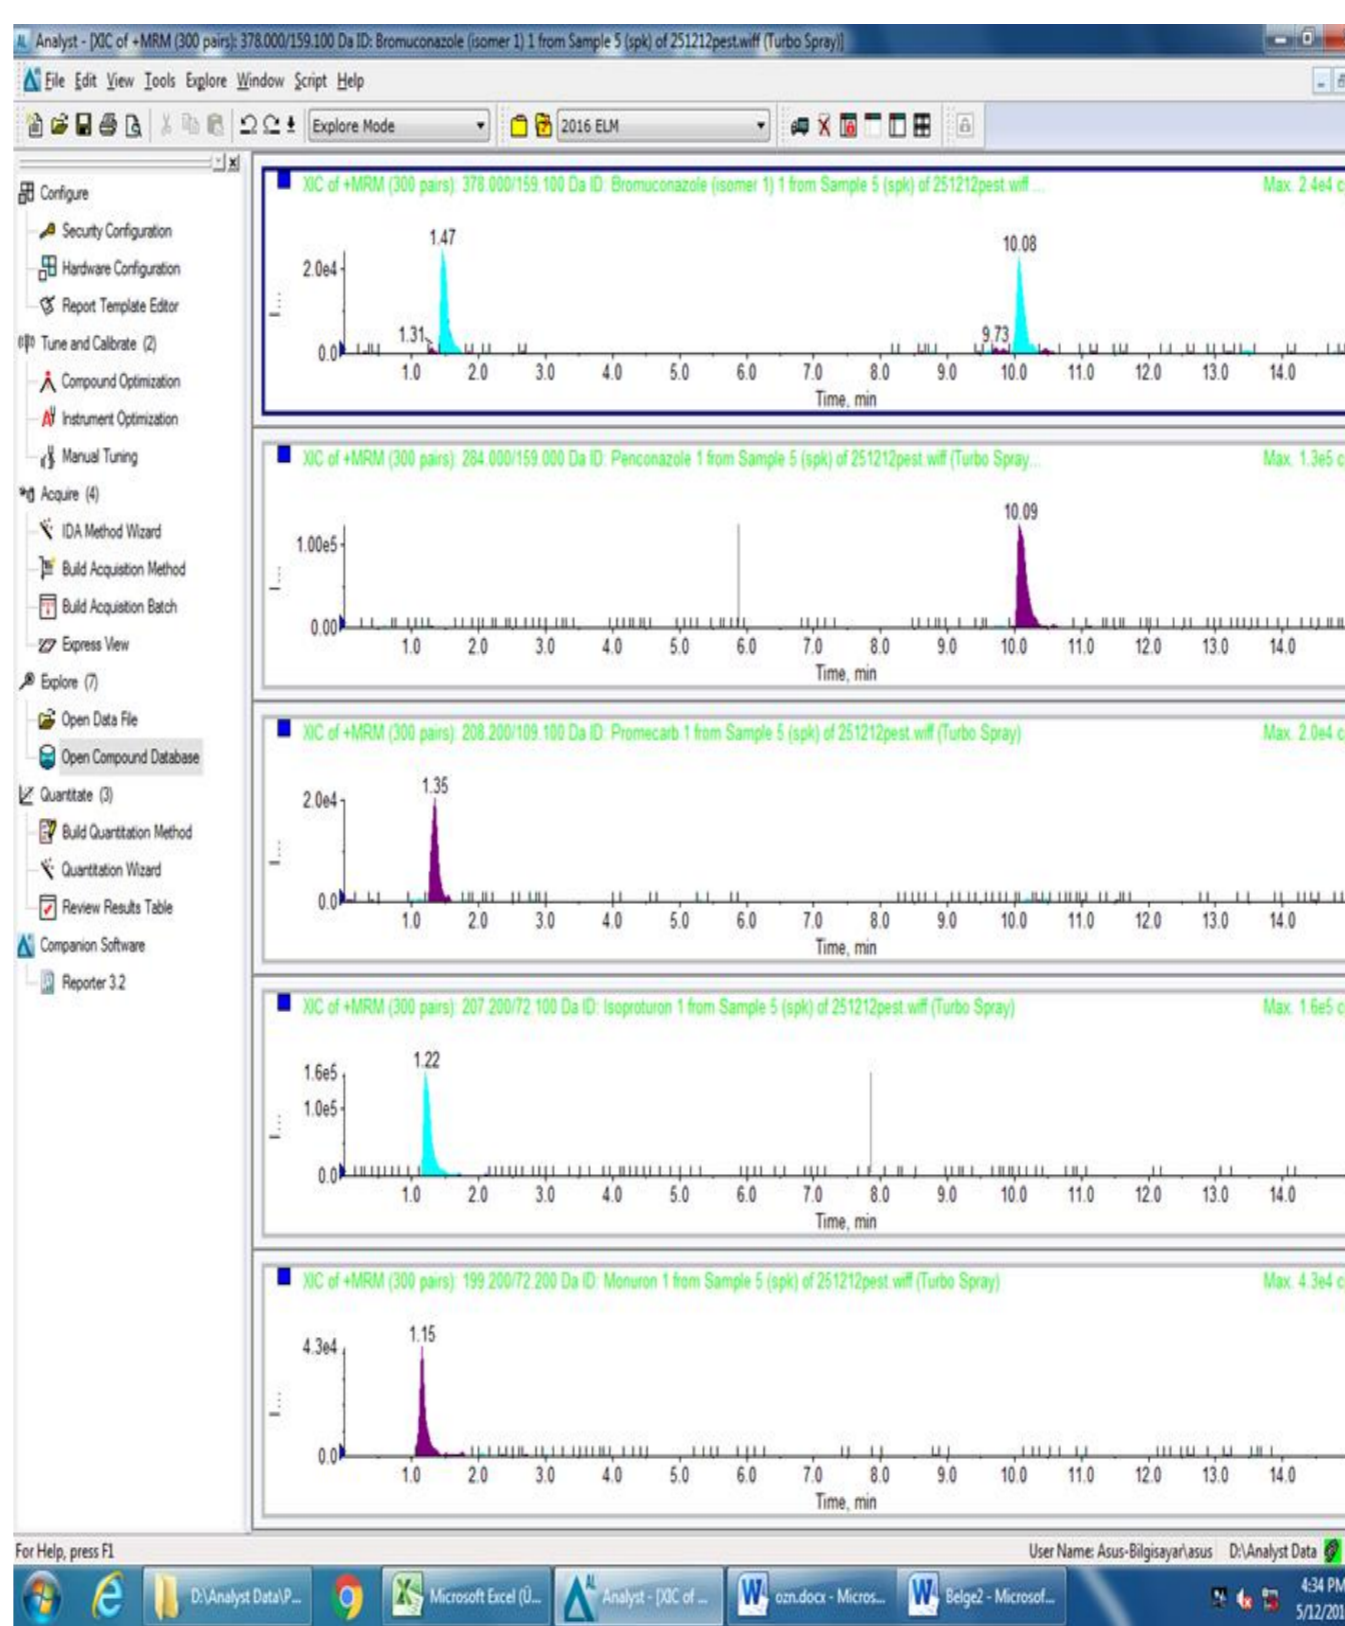 Analyst - [XIC of +MRM (300 pairs): 378.000/159.100 Da ID: Bromuconazole (isomer 1) 1 from Sample 5 (spk) of 251212pest.wiff (Turbo Spray)]
File Edit View Tools Explore Window Script Help
Explore Mode 2016 ELM
Configure
Security Configuration
Hardware Configuration
Report Template Editor
Tune and Calibrate (2)
Compound Optimization
Instrument Optimization
Manual Tuning
Acquire (4)
IDA Method Wizard
Build Acquisition Method
Build Acquisition Batch
Express View
Explore (7)
Open Data File
Open Compound Database
Quantitate (3)
Build Quantitation Method
Quantitation Wizard
Review Results Table
Companion Software
Reporter 3.2
XIC of +MRM (300 pairs): 378.000/159.100 Da ID: Bromuconazole (isomer 1) 1 from Sample 5 (spk) of 251212pest.wiff ... Max. 2.4e4 c
1.47 10.08
2.0e4
1.31 9.73
0.0
1.0 2.0 3.0 4.0 5.0 6.0 7.0 8.0 9.0 10.0 11.0 12.0 13.0 14.0
Time, min
XIC of +MRM (300 pairs): 284.000/159.000 Da ID: Penconazole 1 from Sample 5 (spk) of 251212pest.wiff (Turbo Spray... Max. 1.3e5 c
10.09
1.00e5
0.00
1.0 2.0 3.0 4.0 5.0 6.0 7.0 8.0 9.0 10.0 11.0 12.0 13.0 14.0
Time, min
XIC of +MRM (300 pairs): 208.200/109.100 Da ID: Promecarb 1 from Sample 5 (spk) of 251212pest.wiff (Turbo Spray) Max. 2.0e4 c
1.35
2.0e4
0.0
1.0 2.0 3.0 4.0 5.0 6.0 7.0 8.0 9.0 10.0 11.0 12.0 13.0 14.0
Time, min
XIC of +MRM (300 pairs): 207.200/72.100 Da ID: Isoproturon 1 from Sample 5 (spk) of 251212pest.wiff (Turbo Spray) Max. 1.6e5 c
1.22
1.6e5
1.0e5
0.0
1.0 2.0 3.0 4.0 5.0 6.0 7.0 8.0 9.0 10.0 11.0 12.0 13.0 14.0
Time, min
XIC of +MRM (300 pairs): 199.200/72.200 Da ID: Monuron 1 from Sample 5 (spk) of 251212pest.wiff (Turbo Spray) Max. 4.3e4 c
1.15
4.3e4
0.0
1.0 2.0 3.0 4.0 5.0 6.0 7.0 8.0 9.0 10.0 11.0 12.0 13.0 14.0
Time, min
For Help, press F1 User Name: Asus-Bilgisayar\asus D:\Analyst Data
D:\Analyst Data\P... Microsoft Excel (Ü... Analyst - [XIC of ... ozn.docx - Micros... Belge2 - Microsof...
4:34 PM
5/12/201